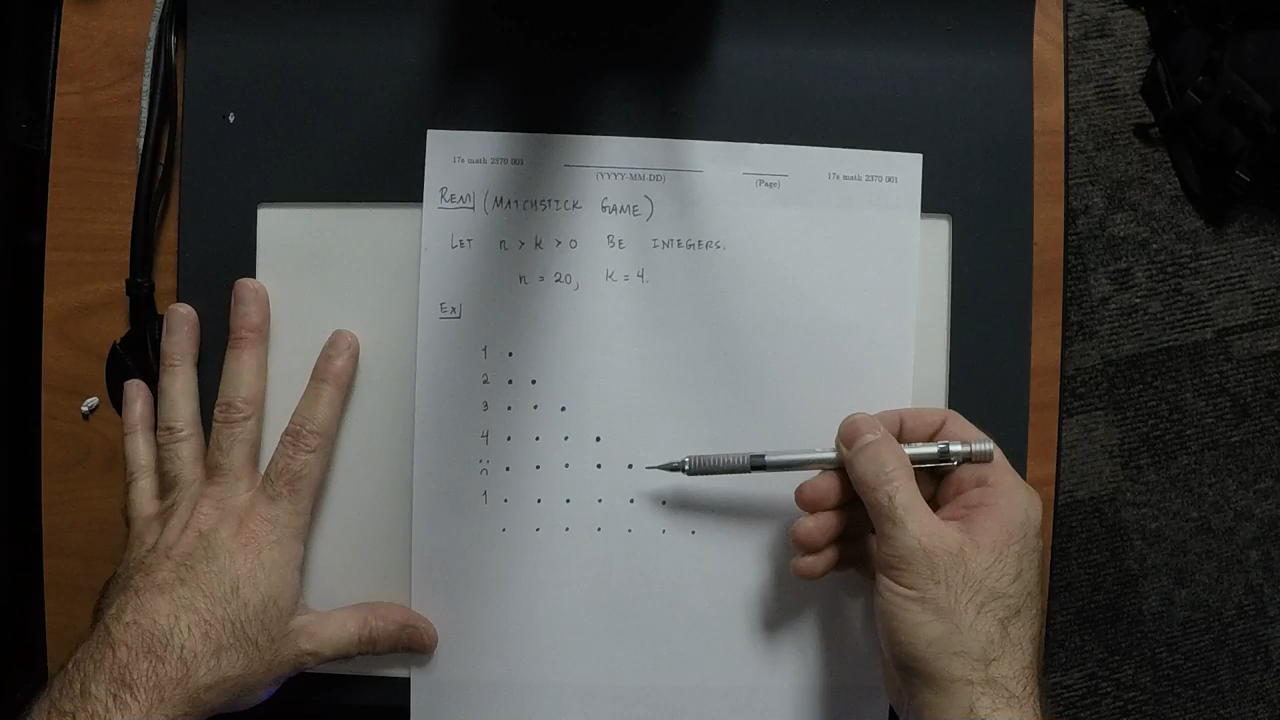 17s math 2370 001 (YYYY-MM-DD) (Page) 17s math 2370 001
REM (MATCHSTICK GAME)
LET n > k > 0 BE INTEGERS.
n = 20, k = 4.
Ex
1
2
3
4
ñ
1